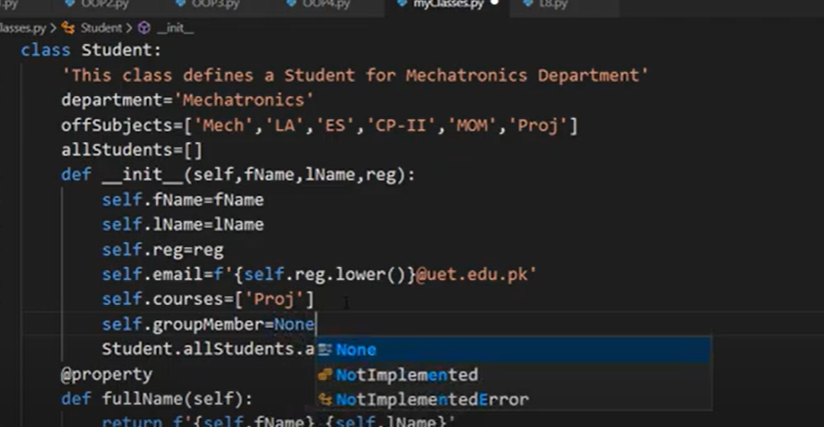 .py OOP2.py OOP3.py OOP4.py myClasses.py L8.py
lasses.py > Student > __init__
class Student:
'This class defines a Student for Mechatronics Department'
department='Mechatronics'
offSubjects=['Mech','LA','ES','CP-II','MOM','Proj']
allStudents=[]
def __init__(self,fName,lName,reg):
self.fName=fName
self.lName=lName
self.reg=reg
self.email=f'{self.reg.lower()}@uet.edu.pk'
self.courses=['Proj']
self.groupMember=None
Student.allStudents.a
None
@property
NotImplemented
def fullName(self):
NotImplementedError
return f'{self.fName} {self.lName}'